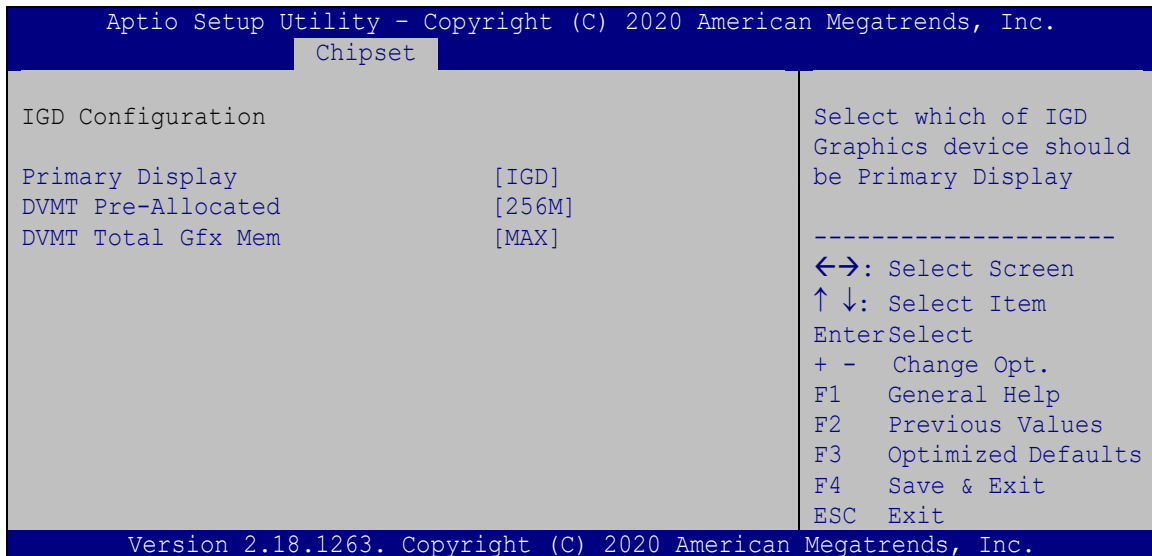 Aptio Setup Utility – Copyright (C) 2020 American Megatrends, Inc.
Chipset
IGD Configuration
Primary Display [IGD]
DVMT Pre-Allocated [256M]
DVMT Total Gfx Mem [MAX]
Select which of IGD
Graphics device should
be Primary Display
---------------------
←→: Select Screen
↑ ↓: Select Item
EnterSelect
+ - Change Opt.
F1 General Help
F2 Previous Values
F3 Optimized Defaults
F4 Save & Exit
ESC Exit
Version 2.18.1263. Copyright (C) 2020 American Megatrends, Inc.